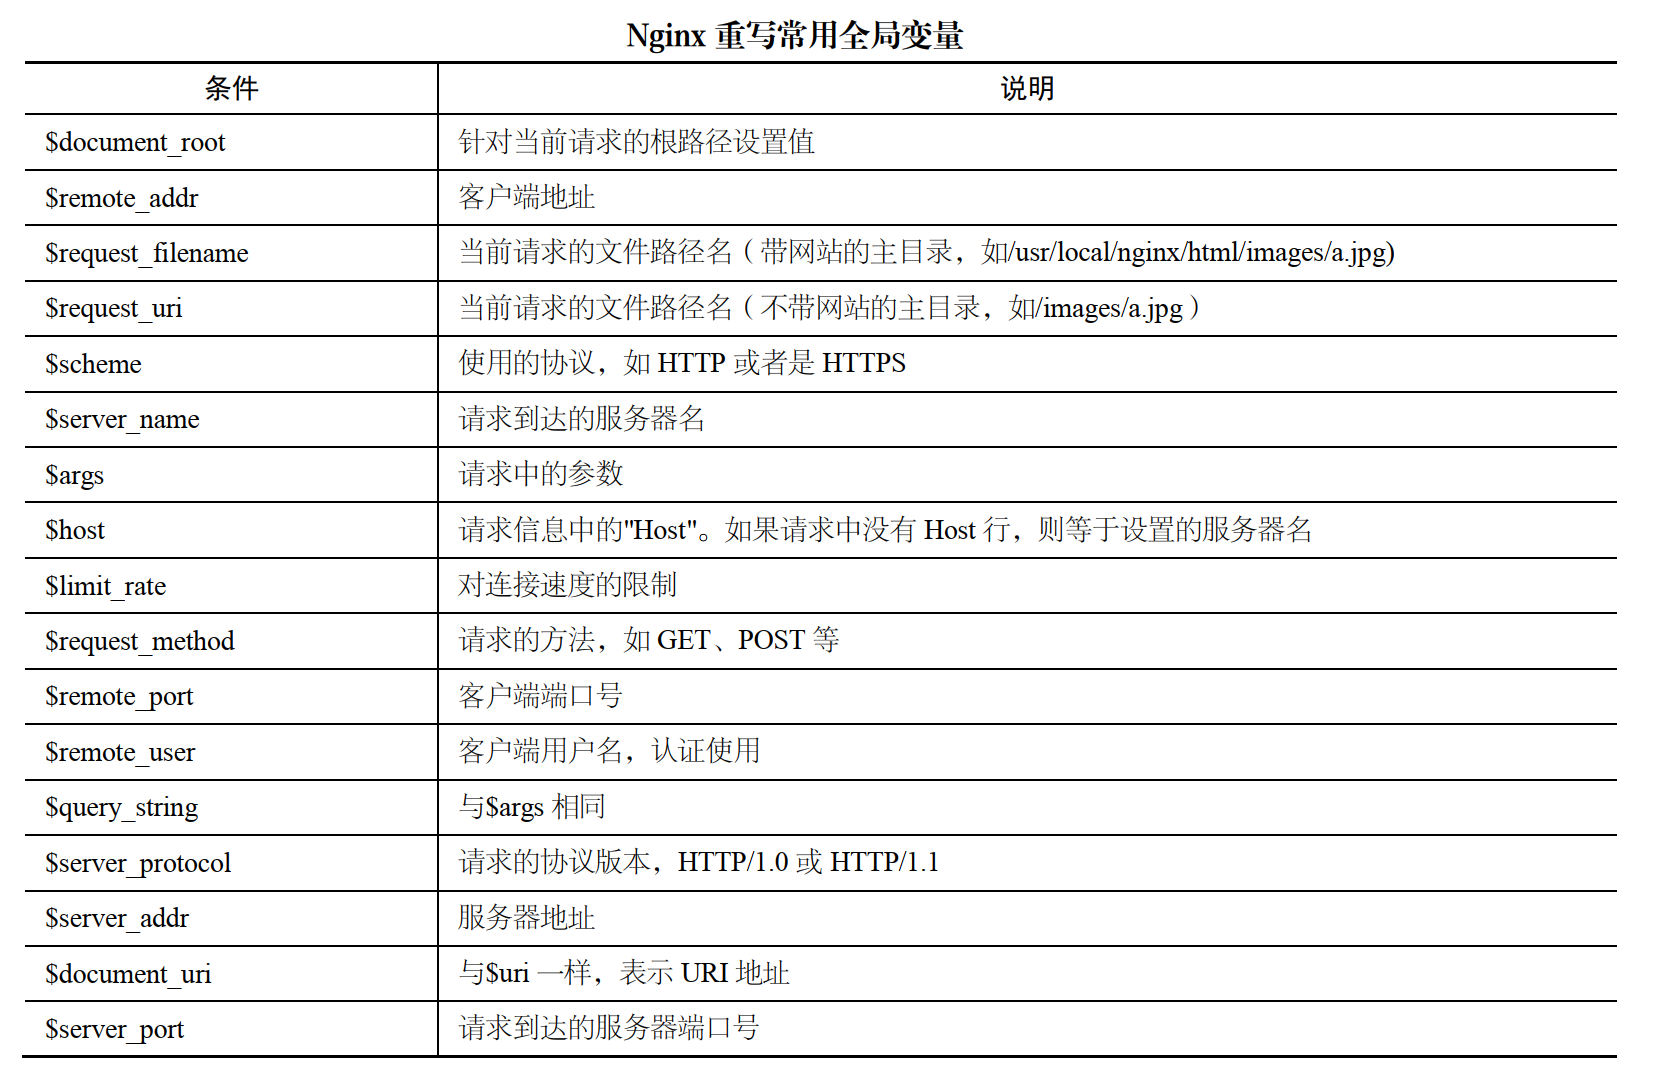 Nginx 重写常用全局变量
条件 说明
$document_root 针对当前请求的根路径设置值
$remote_addr 客户端地址
$request_filename 当前请求的文件路径名（带网站的主目录，如/usr/local/nginx/html/images/a.jpg)
$request_uri 当前请求的文件路径名（不带网站的主目录，如/images/a.jpg）
$scheme 使用的协议，如 HTTP 或者是 HTTPS
$server_name 请求到达的服务器名
$args 请求中的参数
$host 请求信息中的"Host"。如果请求中没有 Host 行，则等于设置的服务器名
$limit_rate 对连接速度的限制
$request_method 请求的方法，如 GET、POST 等
$remote_port 客户端端口号
$remote_user 客户端用户名，认证使用
$query_string 与$args 相同
$server_protocol 请求的协议版本，HTTP/1.0 或 HTTP/1.1
$server_addr 服务器地址
$document_uri 与$uri 一样，表示 URI 地址
$server_port 请求到达的服务器端口号